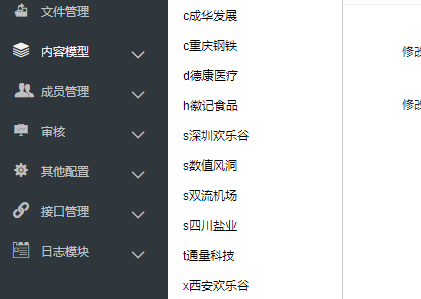 文件管理
内容模型
成员管理
审核
其他配置
接口管理
日志模块
c成华发展
c重庆钢铁
d德康医疗
h徽记食品
s深圳欢乐谷
s数值风洞
s双流机场
s四川盐业
t通量科技
x西安欢乐谷
修改
修改